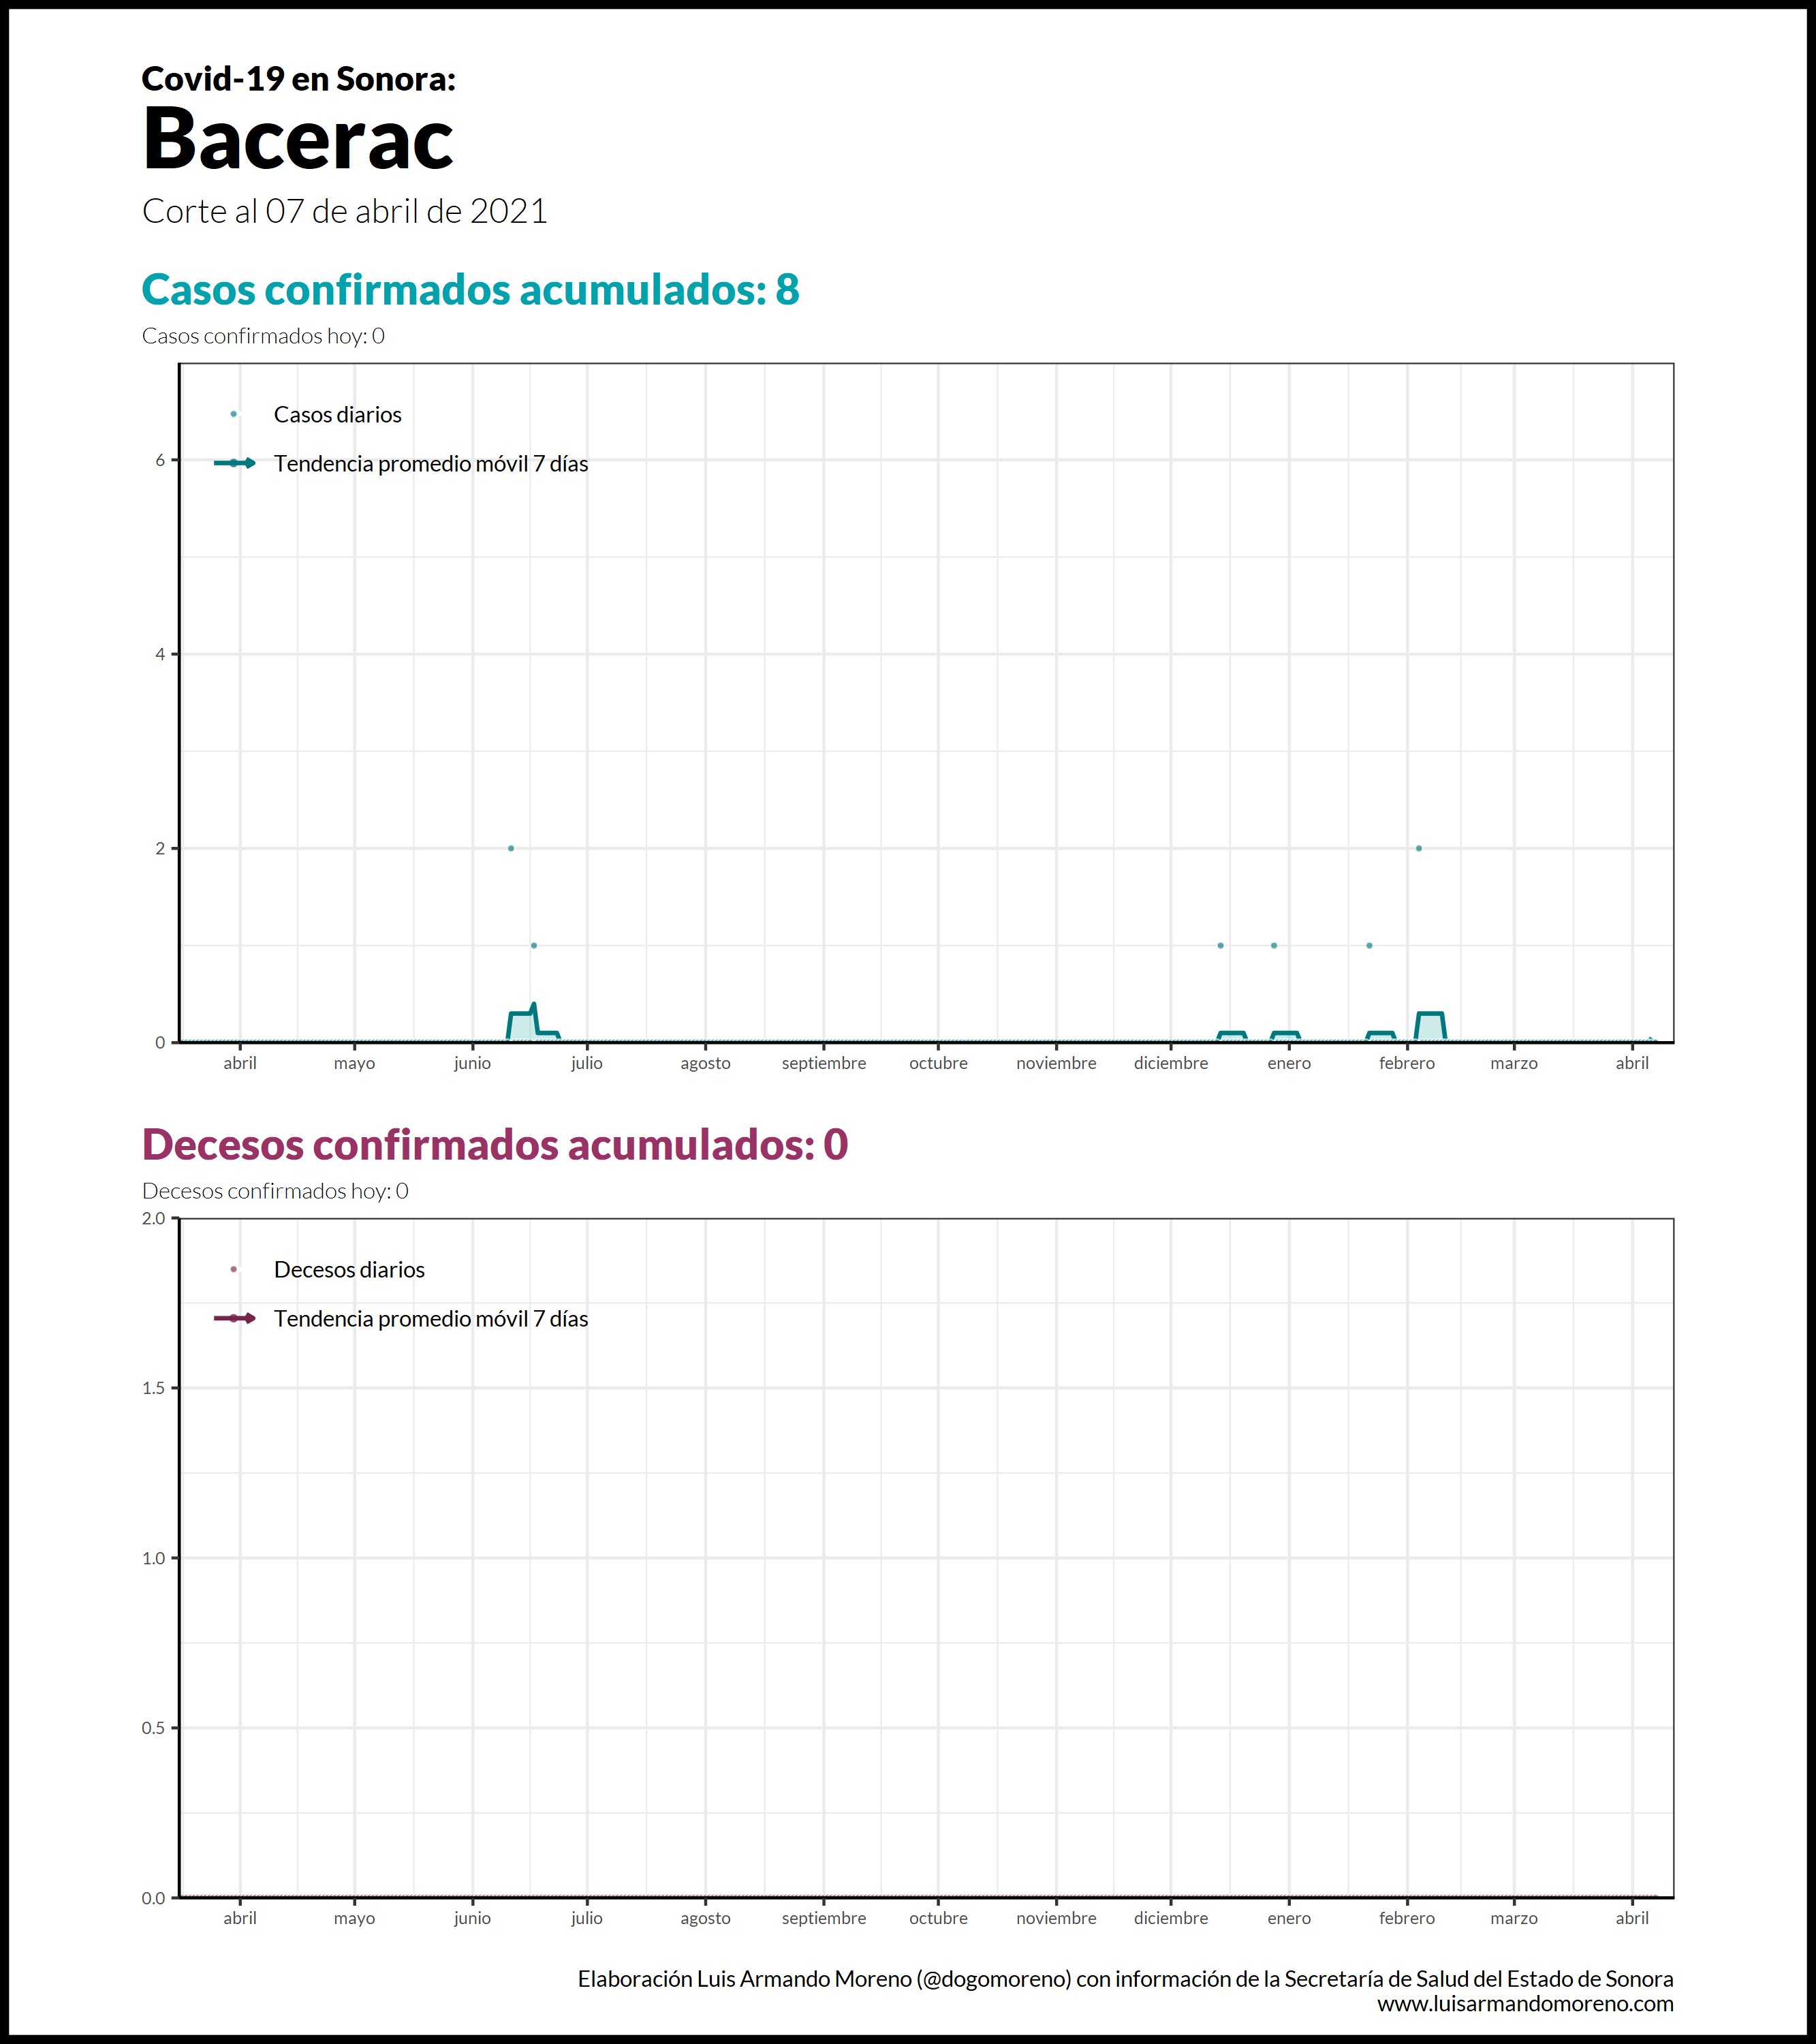 Covid-19 en Sonora:
Bacerac
Corte al 07 de abril de 2021
Casos confirmados acumulados: 8
Casos confirmados hoy: 0
Casos diarios
Tendencia promedio móvil 7 días
6
4
2
0
abril mayo junio julio agosto septiembre octubre noviembre diciembre enero febrero marzo abril
Decesos confirmados acumulados: 0
Decesos confirmados hoy: 0
2.0
Decesos diarios
Tendencia promedio móvil 7 días
1.5
1.0
0.5
0.0
abril mayo junio julio agosto septiembre octubre noviembre diciembre enero febrero marzo abril
Elaboración Luis Armando Moreno (@dogomoreno) con información de la Secretaría de Salud del Estado de Sonora
www.luisarmandomoreno.com